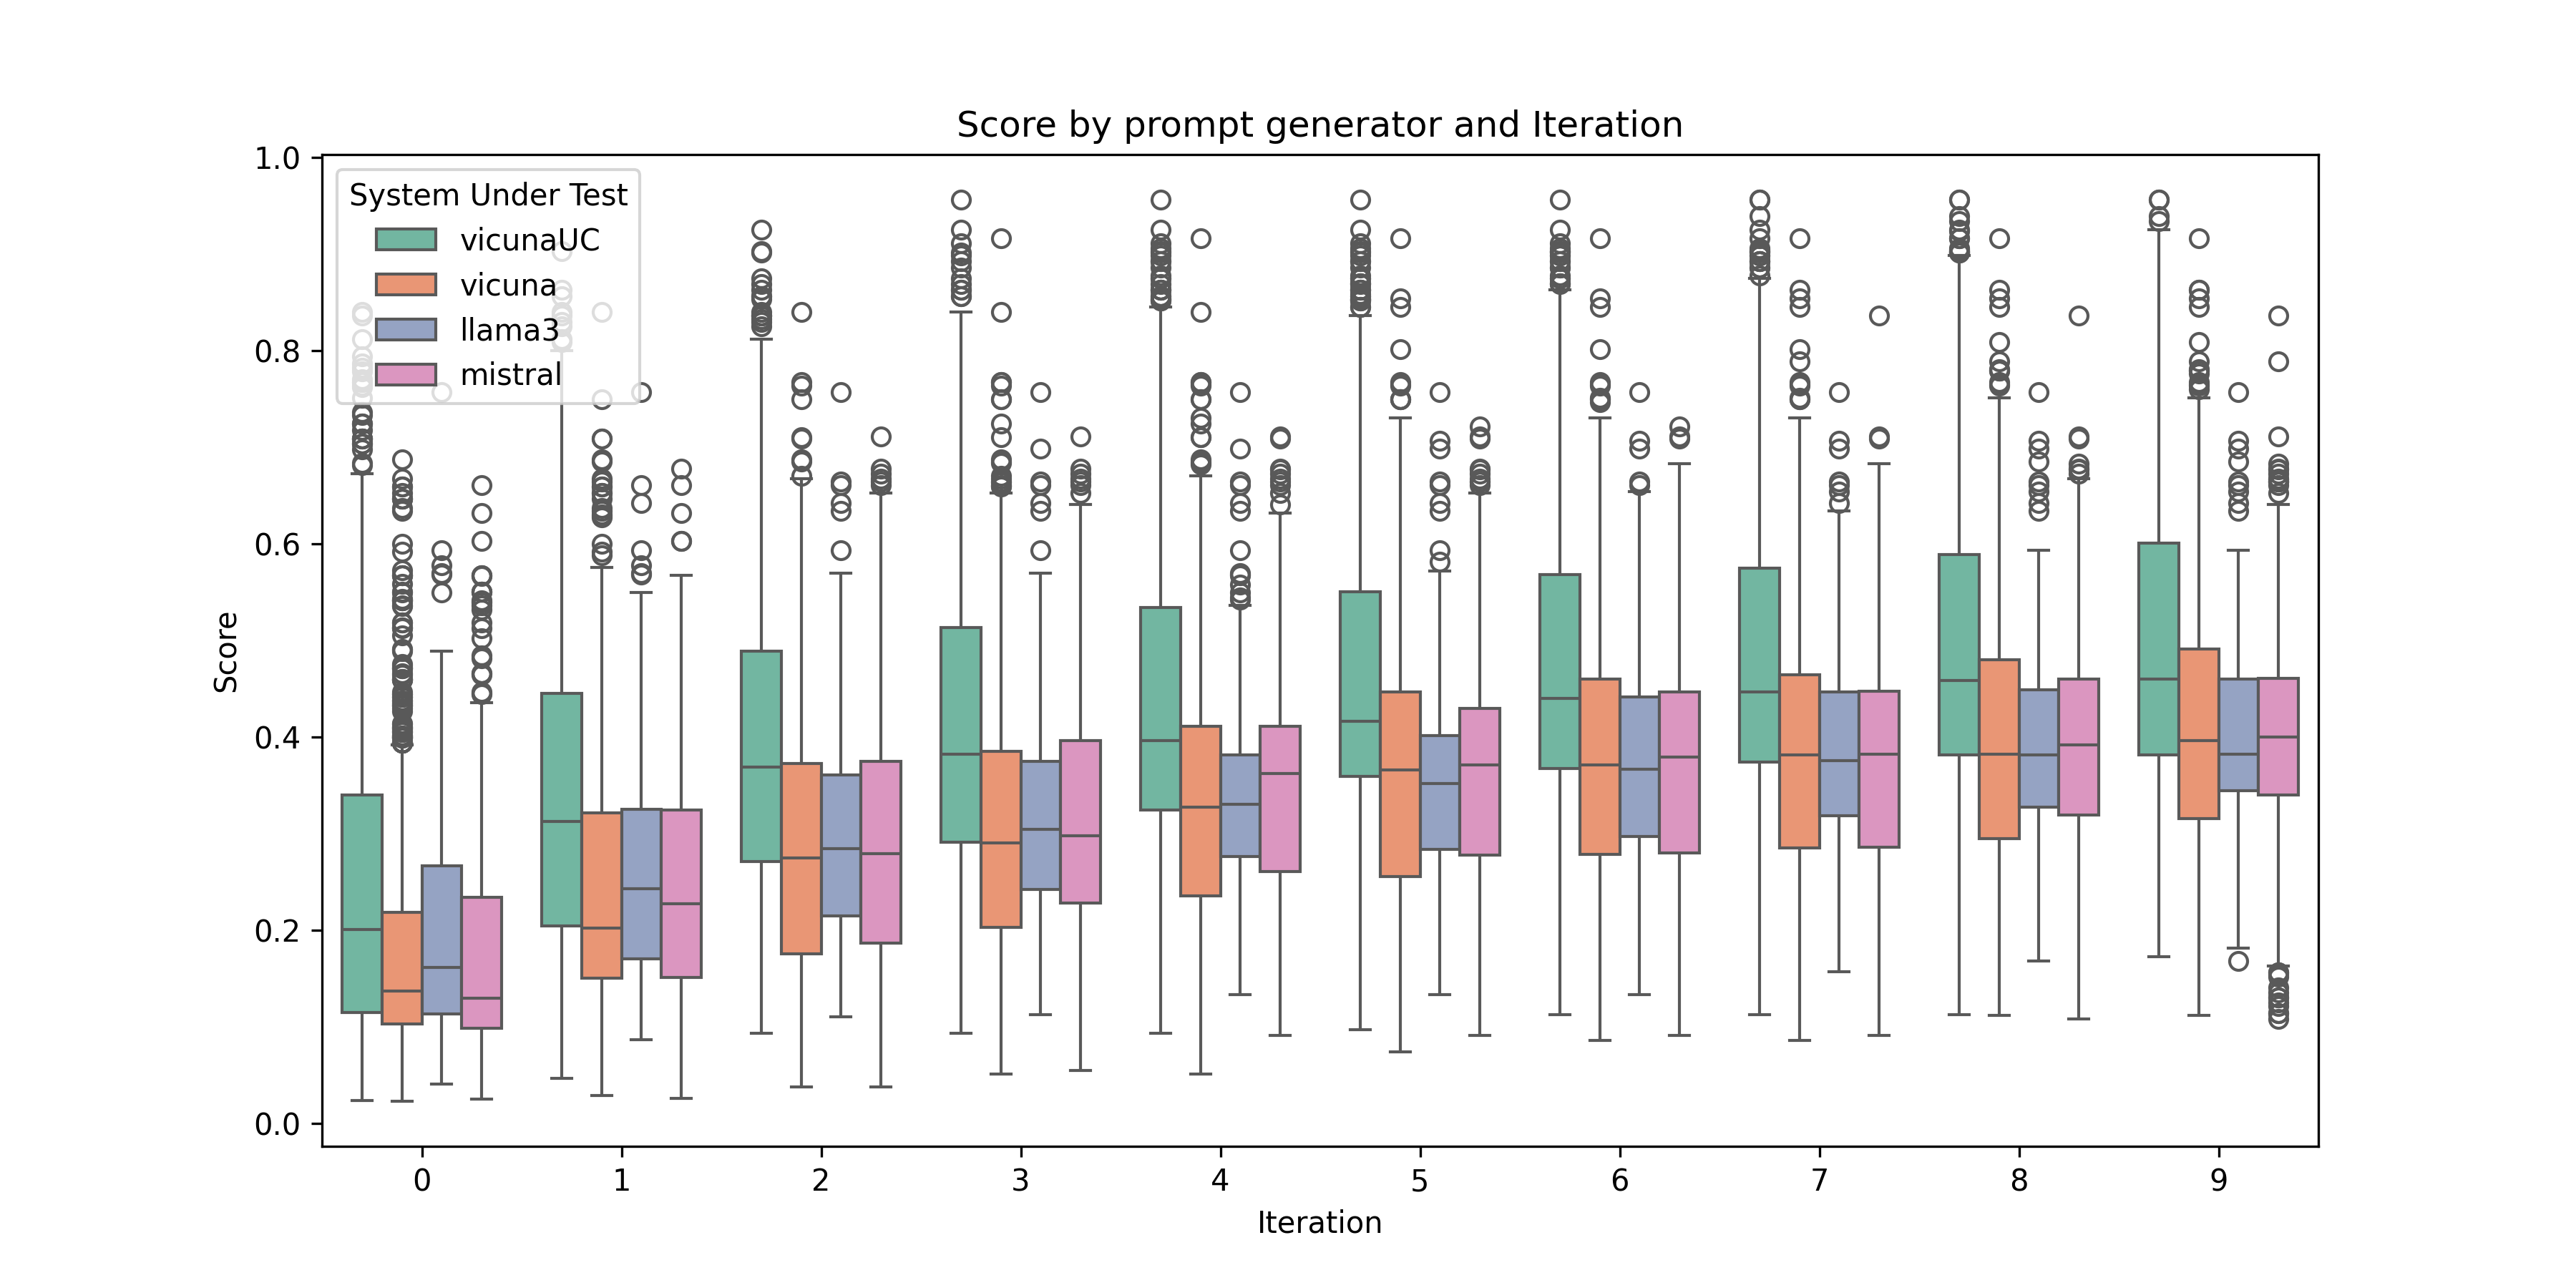 Score by prompt generator and Iteration
System Under Test
vicunaUC
vicuna
llama3
mistral
1.0
0.8
0.6
0.4
0.2
0.0
Score
0 1 2 3 4 5 6 7 8 9
Iteration